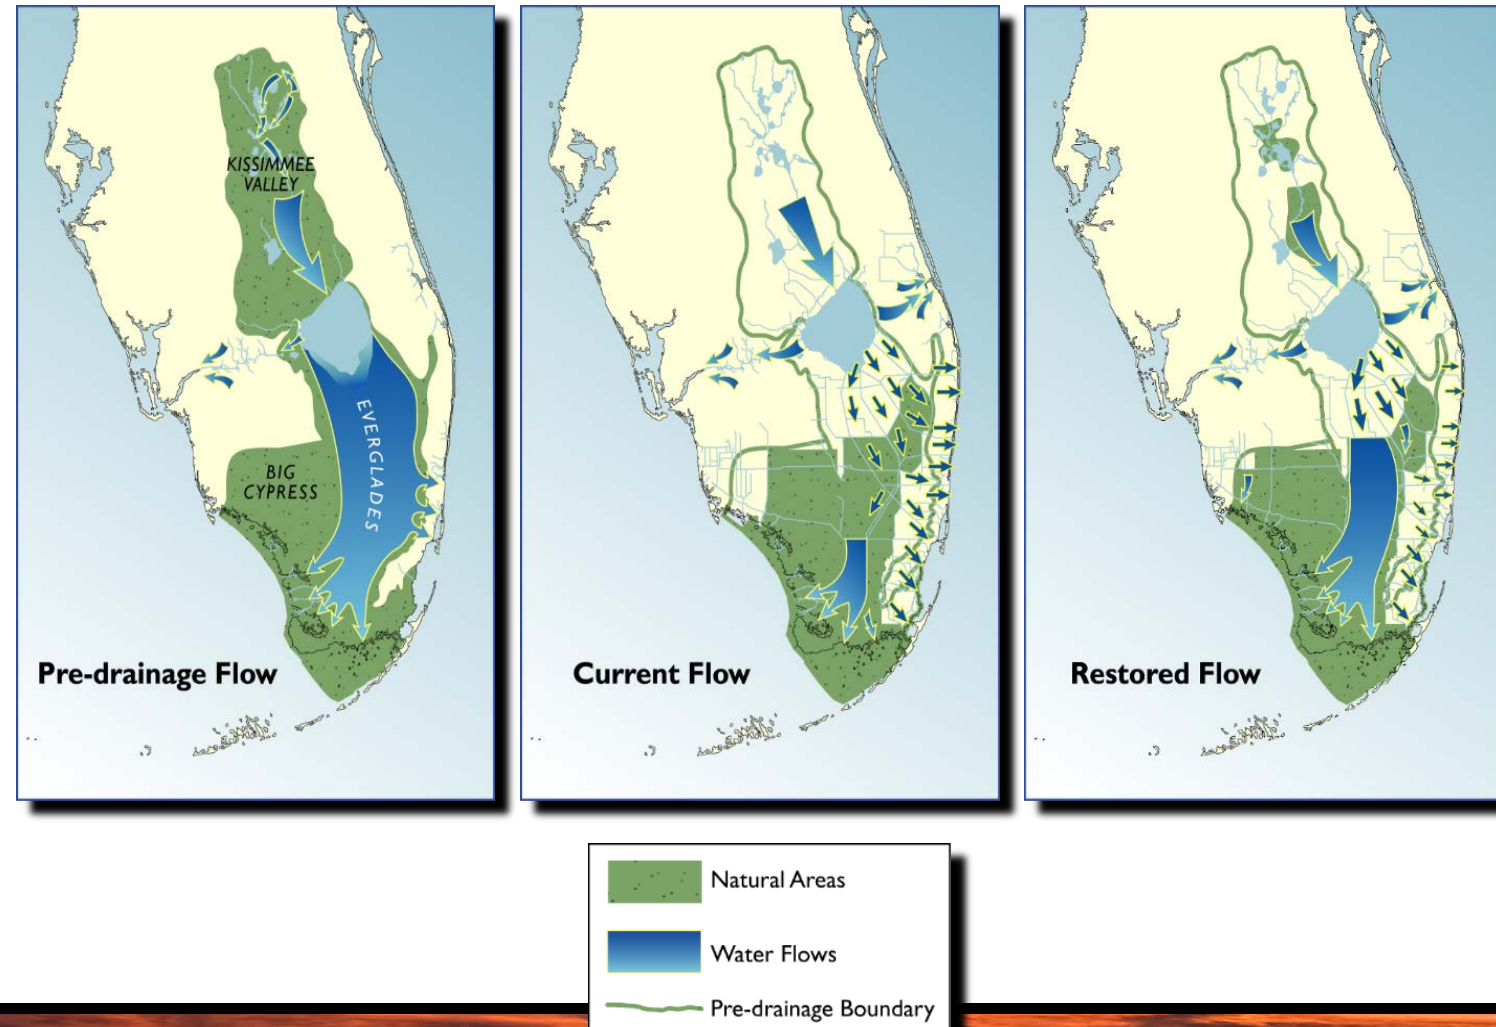 KISSIMMEE
VALLEY
EVERGLADES
BIG
CYPRESS
Pre-drainage Flow
Current Flow
Restored Flow
Natural Areas
Water Flows
Pre-drainage Boundary